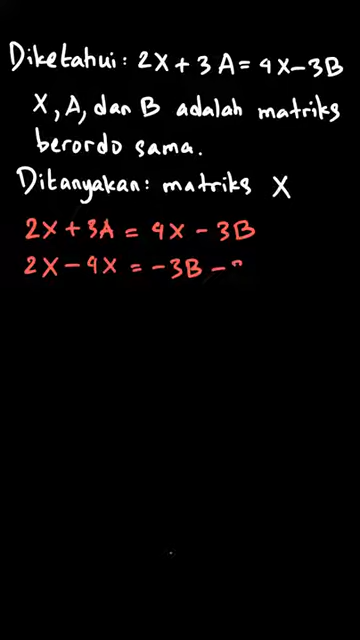 Diketahui: 2X + 3A = 4X - 3B
X, A, dan B adalah matriks
berordo sama.
Ditanyakan: matriks X
2X + 3A = 4X - 3B
2X - 4X = -3B -